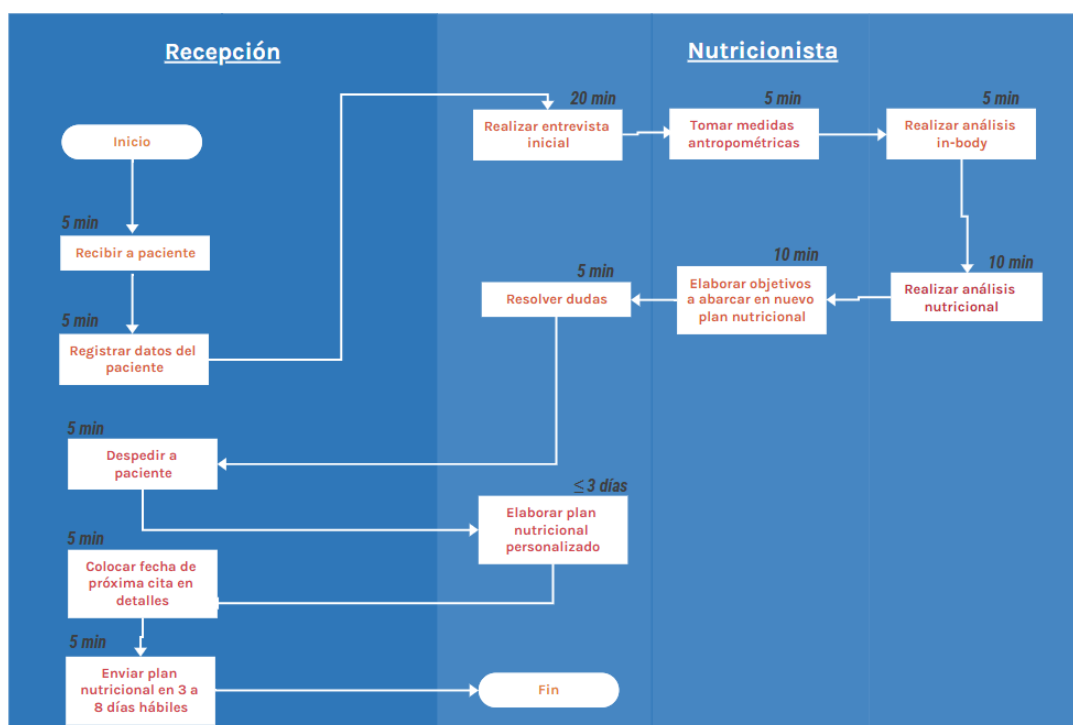 Recepción
Nutricionista
Inicio
5 min
Recibir a paciente
5 min
Registrar datos del
paciente
20 min
Realizar entrevista
inicial
5 min
Tomar medidas
antropométricas
5 min
Realizar análisis
in-body
10 min
Realizar análisis
nutricional
10 min
Elaborar objetivos
a abarcar en nuevo
plan nutricional
5 min
Resolver dudas
5 min
Despedir a
paciente
≤ 3 días
Elaborar plan
nutricional
personalizado
5 min
Colocar fecha de
próxima cita en
detalles
5 min
Enviar plan
nutricional en 3 a
8 días hábiles
Fin